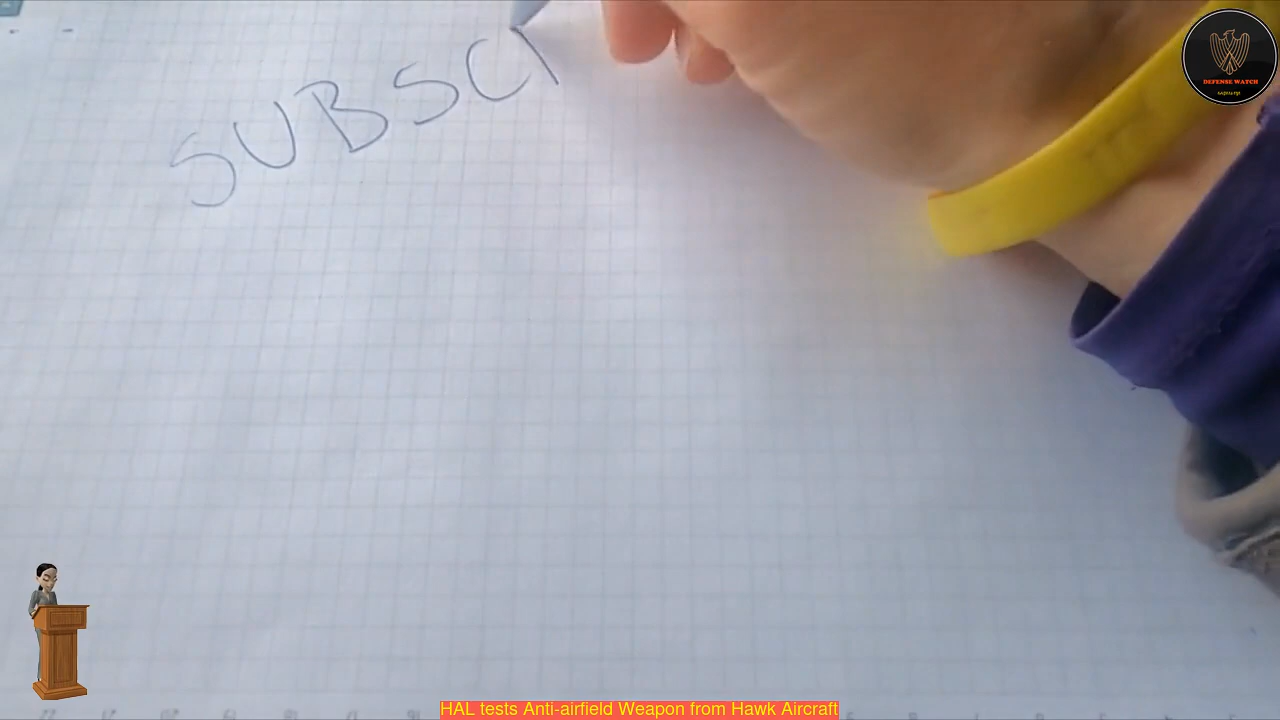 SUBSCI
DEFENSE WATCH
HAL tests Anti-airfield Weapon from Hawk Aircraft